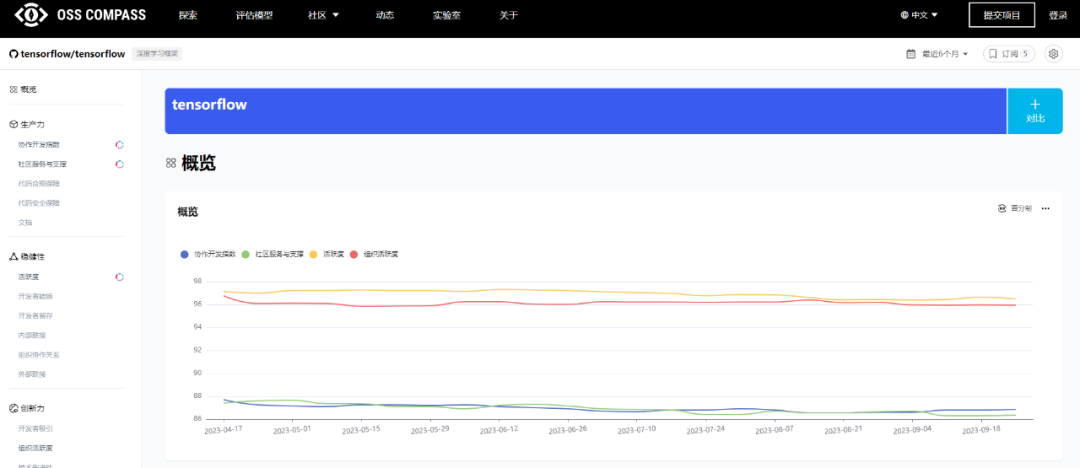 OSS COMPASS 探索 评估模型 社区 动态 实验室 关于 中文 提交项目 登录
tensorflow/tensorflow 深度学习框架 最近6个月 订阅 5
概览
生产力
协作开发指数
社区服务与支撑
代码合规保障
代码安全保障
文档
稳健性
活跃度
开发者转换
开发者留存
内部联接
组织协作关系
外部联接
创新力
开发者吸引
组织活跃度
tensorflow
对比
概览
概览
百分制
协作开发指数 社区服务与支撑 活跃度 组织活跃度
98
96
94
92
90
88
86
2023-04-17 2023-05-01 2023-05-15 2023-05-29 2023-06-12 2023-06-26 2023-07-10 2023-07-24 2023-08-07 2023-08-21 2023-09-04 2023-09-18